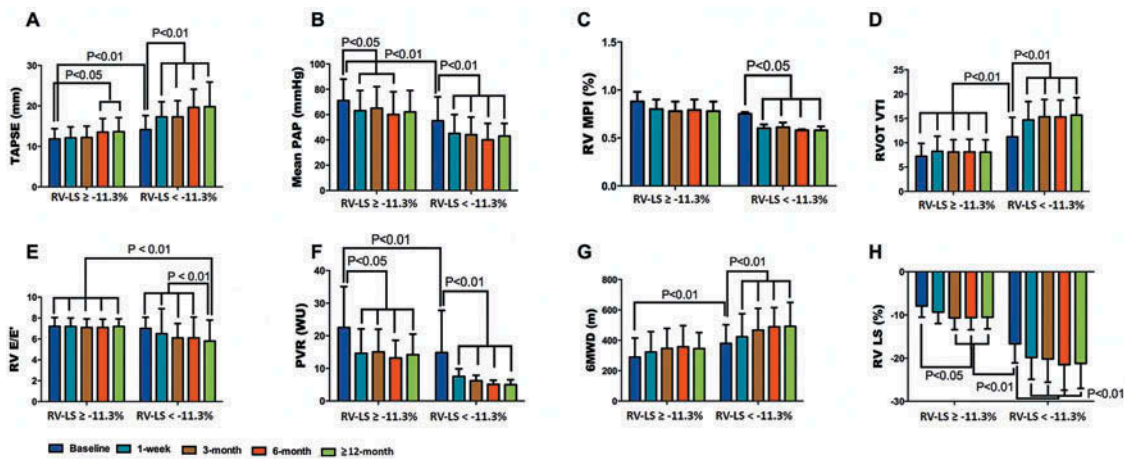 A
P<0.01
P<0.01
P<0.05
TAPSE (mm)
30
20
10
0
RV-LS ≥ -11.3% RV-LS < -11.3%
B
P<0.05
P<0.01
P<0.01
Mean PAP (mmHg)
100
80
60
40
20
0
RV-LS ≥ -11.3% RV-LS < -11.3%
C
P<0.05
RV MPI (%)
1.5
1.0
0.5
0.0
RV-LS ≥ -11.3% RV-LS < -11.3%
D
P<0.01
P<0.01
RVOT VTI
25
20
15
10
5
0
RV-LS ≥ -11.3% RV-LS < -11.3%
E
P < 0.01
P < 0.01
RV E/E'
10
8
6
4
2
0
RV-LS ≥ -11.3% RV-LS < -11.3%
F
P<0.01
P<0.05
P<0.01
PVR (WU)
40
30
20
10
0
RV-LS ≥ -11.3% RV-LS < -11.3%
G
P<0.01
P<0.01
6MWD (m)
800
600
400
200
0
RV-LS ≥ -11.3% RV-LS < -11.3%
H
RV LS (%)
0
-10
-20
-30
P<0.05
P<0.01
P<0.01
RV-LS ≥ -11.3% RV-LS < -11.3%
Baseline 1-week 3-month 6-month ≥12-month